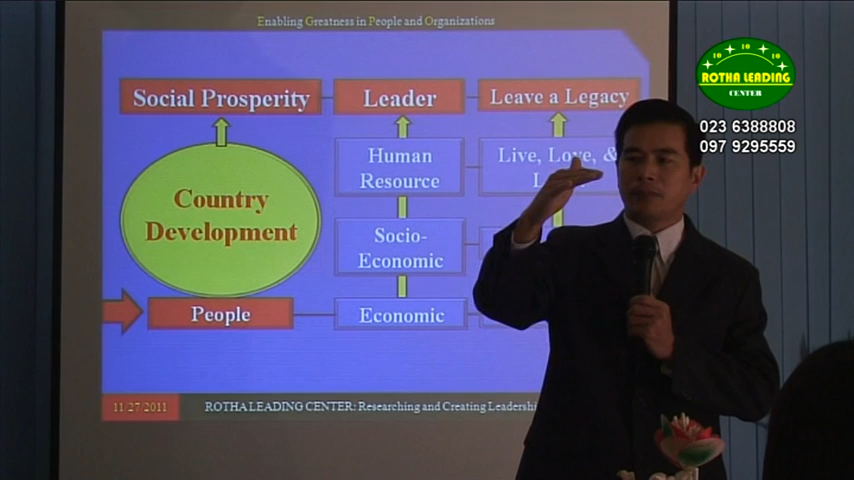 Enabling Greatness in People and Organizations
Social Prosperity
Leader
Leave a Legacy
Human
Resource
Live, Love, &
Country
Development
Socio-
Economic
People
Economic
11/27/2011
ROTHA LEADING CENTER: Researching and Creating
10 10 10
ROTHA LEADING
CENTER
023 6388808
097 9295559